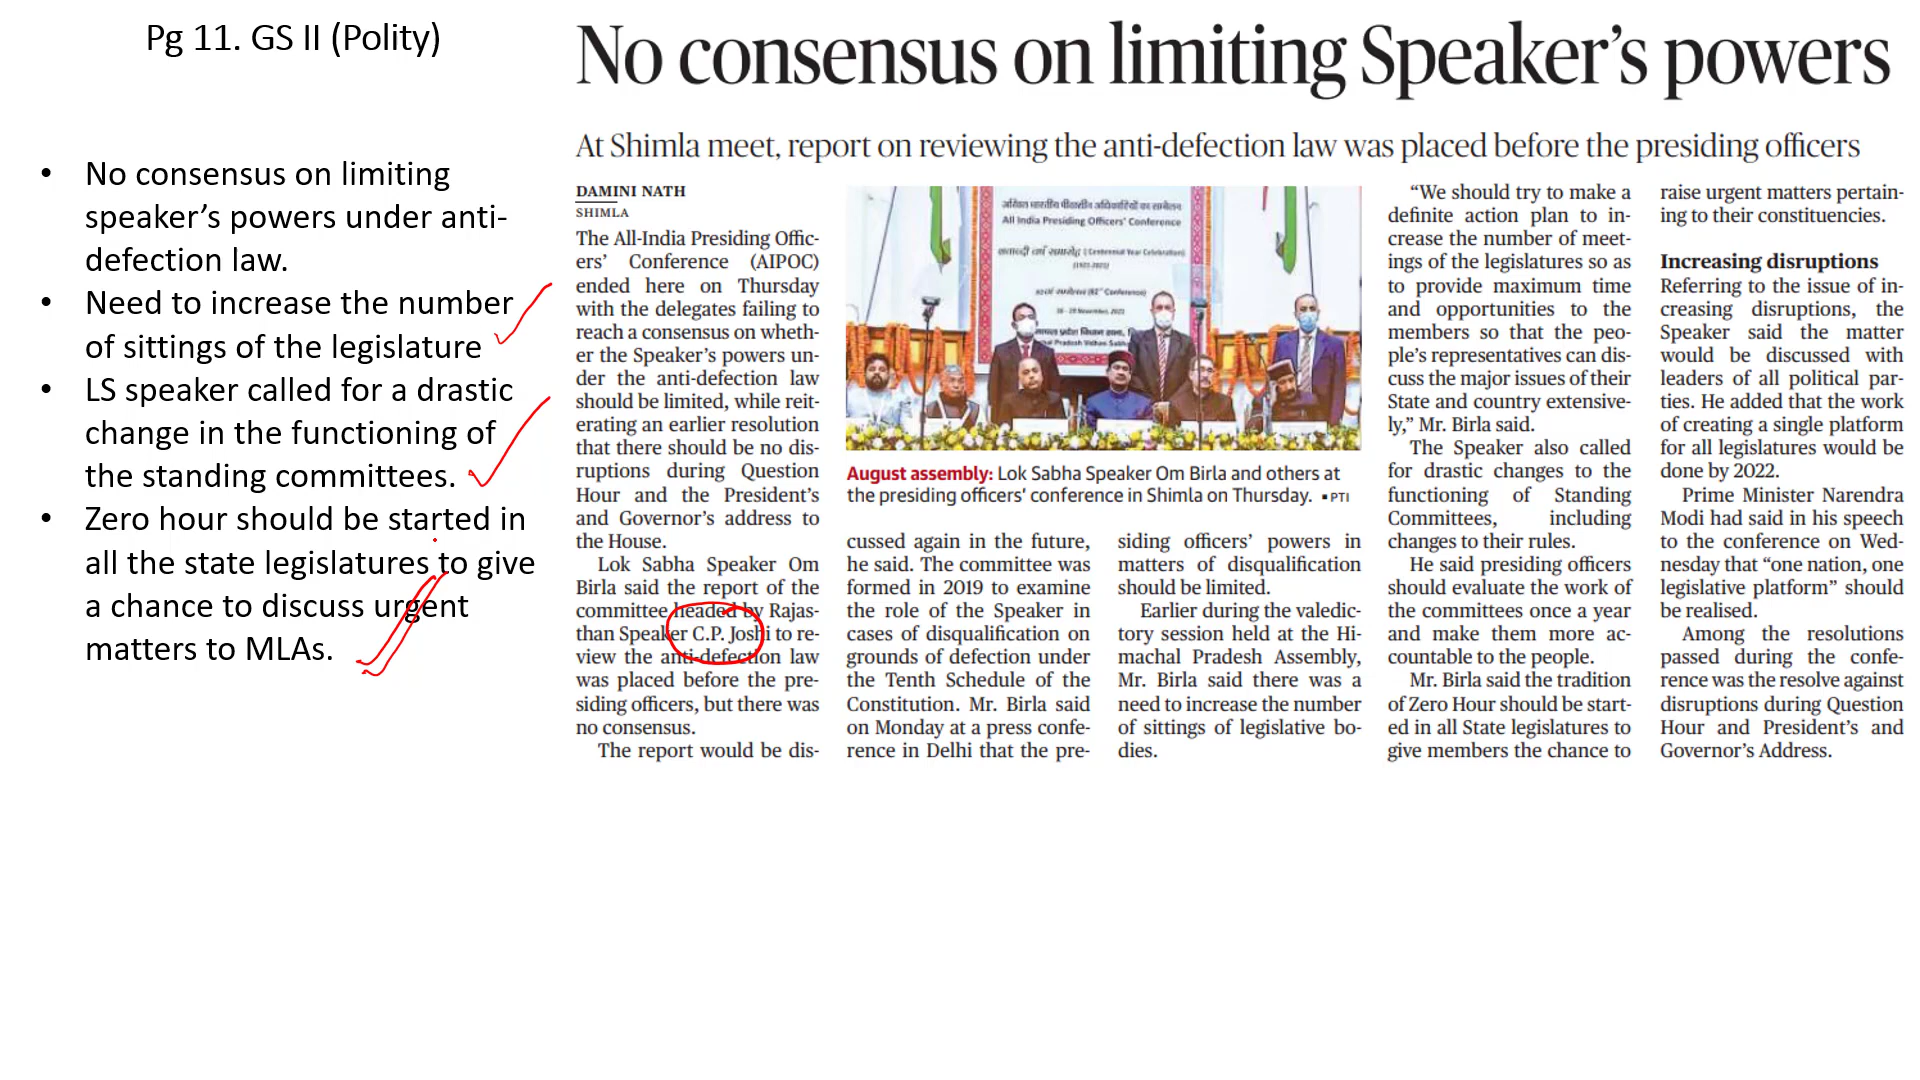 Pg 11. GS II (Polity)
• No consensus on limiting
speaker’s powers under anti-
defection law.
• Need to increase the number
of sittings of the legislature
• LS speaker called for a drastic
change in the functioning of
the standing committees.
• Zero hour should be started in
all the state legislatures to give
a chance to discuss urgent
matters to MLAs.
No consensus on limiting Speaker’s powers
At Shimla meet, report on reviewing the anti-defection law was placed before the presiding officers
DAMINI NATH
SHIMLA
The All-India Presiding Offic-
ers’ Conference (AIPOC)
ended here on Thursday
with the delegates failing to
reach a consensus on wheth-
er the Speaker’s powers un-
der the anti-defection law
should be limited, while reit-
erating an earlier resolution
that there should be no dis-
ruptions during Question
Hour and the President’s
and Governor’s address to
the House.
Lok Sabha Speaker Om
Birla said the report of the
committee headed by Rajas-
than Speaker C.P. Joshi to re-
view the anti-defection law
was placed before the pre-
siding officers, but there was
no consensus.
The report would be dis-
अखिल भारतीय पीठासीन अधिकारियों का सम्मेलन
All India Presiding Officers’ Conference
शताब्दी वर्ष समारोह (Centennial Year Celebration)
(1921-2021)
August assembly: Lok Sabha Speaker Om Birla and others at
the presiding officers’ conference in Shimla on Thursday. ▪ PTI
cussed again in the future,
he said. The committee was
formed in 2019 to examine
the role of the Speaker in
cases of disqualification on
grounds of defection under
the Tenth Schedule of the
Constitution. Mr. Birla said
on Monday at a press confe-
rence in Delhi that the pre-
siding officers’ powers in
matters of disqualification
should be limited.
Earlier during the valedic-
tory session held at the Hi-
machal Pradesh Assembly,
Mr. Birla said there was a
need to increase the number
of sittings of legislative bo-
dies.
“We should try to make a
definite action plan to in-
crease the number of meet-
ings of the legislatures so as
to provide maximum time
and opportunities to the
members so that the peo-
ple’s representatives can dis-
cuss the major issues of their
State and country extensive-
ly,” Mr. Birla said.
The Speaker also called
for drastic changes to the
functioning of Standing
Committees, including
changes to their rules.
He said presiding officers
should evaluate the work of
the committees once a year
and make them more ac-
countable to the people.
Mr. Birla said the tradition
of Zero Hour should be start-
ed in all State legislatures to
give members the chance to
raise urgent matters pertain-
ing to their constituencies.
Increasing disruptions
Referring to the issue of in-
creasing disruptions, the
Speaker said the matter
would be discussed with
leaders of all political par-
ties. He added that the work
of creating a single platform
for all legislatures would be
done by 2022.
Prime Minister Narendra
Modi had said in his speech
to the conference on Wed-
nesday that “one nation, one
legislative platform” should
be realised.
Among the resolutions
passed during the confe-
rence was the resolve against
disruptions during Question
Hour and President’s and
Governor’s Address.